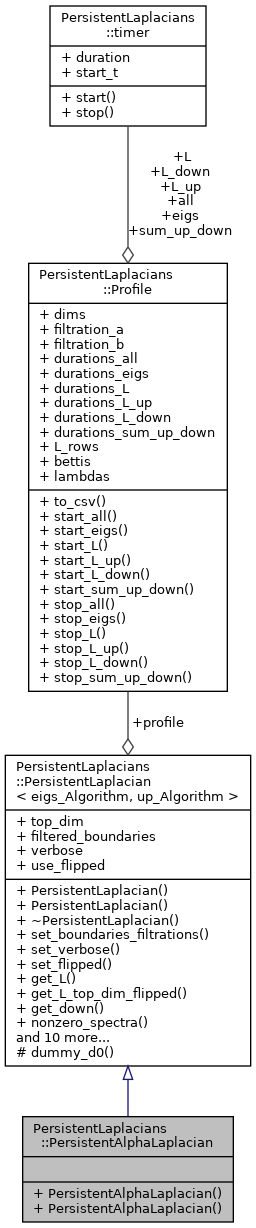 PersistentLaplacians
::timer
+ duration
+ start_t
+ start()
+ stop()
+L
+L_down
+L_up
+all
+eigs
+sum_up_down
PersistentLaplacians
::Profile
+ dims
+ filtration_a
+ filtration_b
+ durations_all
+ durations_eigs
+ durations_L
+ durations_L_up
+ durations_L_down
+ durations_sum_up_down
+ L_rows
+ bettis
+ lambdas
+ to_csv()
+ start_all()
+ start_eigs()
+ start_L()
+ start_L_up()
+ start_L_down()
+ start_sum_up_down()
+ stop_all()
+ stop_eigs()
+ stop_L()
+ stop_L_up()
+ stop_L_down()
+ stop_sum_up_down()
+profile
PersistentLaplacians
::PersistentLaplacian
< eigs_Algorithm, up_Algorithm >
+ top_dim
+ filtered_boundaries
+ verbose
+ use_flipped
+ PersistentLaplacian()
+ PersistentLaplacian()
+ ~PersistentLaplacian()
+ set_boundaries_filtrations()
+ set_verbose()
+ set_flipped()
+ get_L()
+ get_L_top_dim_flipped()
+ get_down()
+ nonzero_spectra()
and 10 more...
# dummy_d0()
PersistentLaplacians
::PersistentAlphaLaplacian
+ PersistentAlphaLaplacian()
+ PersistentAlphaLaplacian()